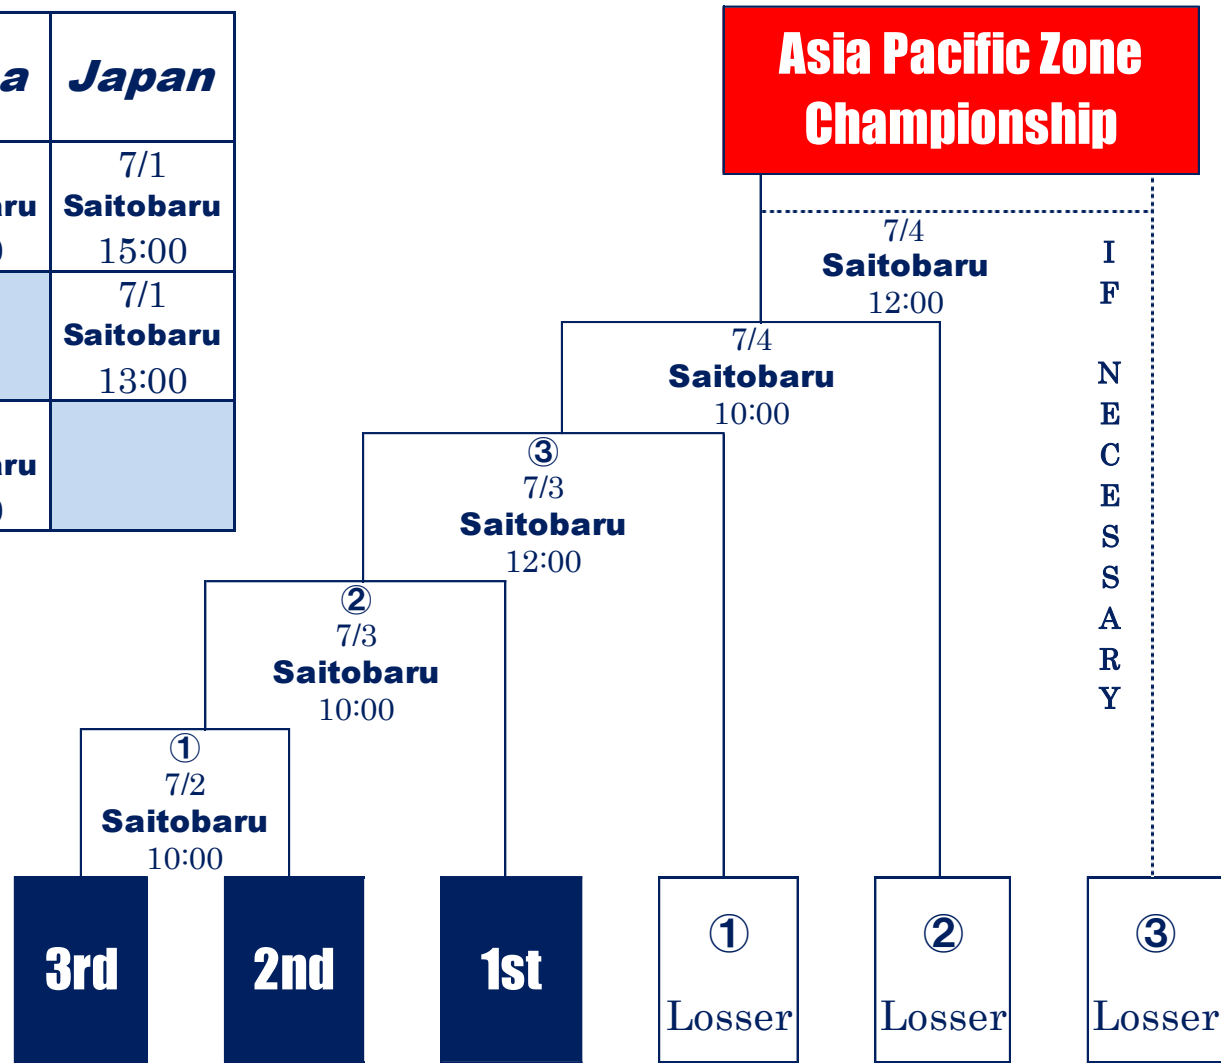 Asia Pacific Zone
Championship
Japan
7/1
Saitobaru
15:00
7/1
Saitobaru
13:00
7/4
Saitobaru
12:00
IF NECESSARY
7/4
Saitobaru
10:00
③
7/3
Saitobaru
12:00
②
7/3
Saitobaru
10:00
①
7/2
Saitobaru
10:00
3rd
2nd
1st
①
Losser
②
Losser
③
Losser